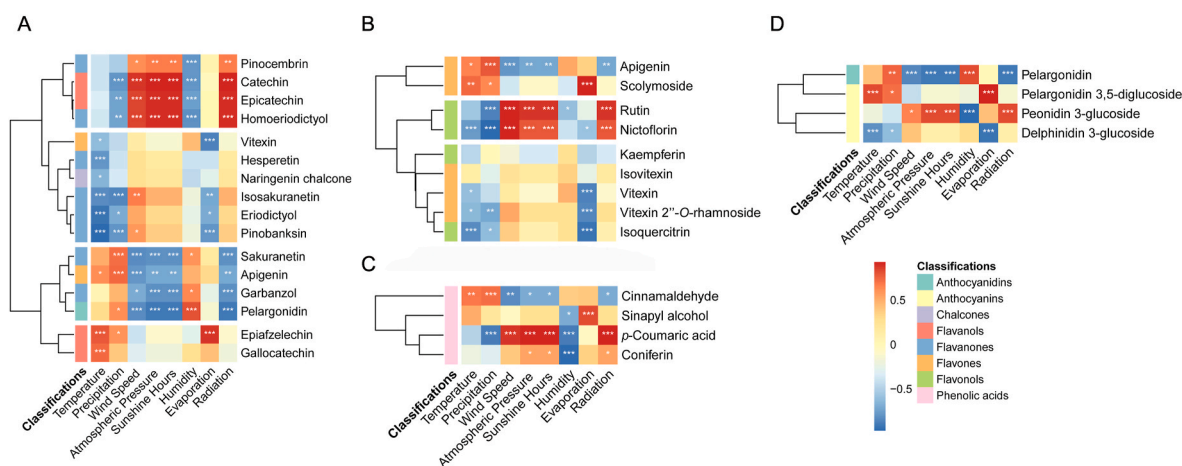 A
Pinocembrin
Catechin
Epicatechin
Homoeriodictyol
Vitexin
Hesperetin
Naringenin chalcone
Isosakuranetin
Eriodictyol
Pinobanksin
Sakuranetin
Apigenin
Garbanzol
Pelargonidin
Epiafzelechin
Gallocatechin
Classifications
Temperature
Precipitation
Wind Speed
Atmospheric Pressure
Sunshine Hours
Humidity
Evaporation
Radiation
B
Apigenin
Scolymoside
Rutin
Nictoflorin
Kaempferin
Isovitexin
Vitexin
Vitexin 2''-O-rhamnoside
Isoquercitrin
C
Cinnamaldehyde
Sinapyl alcohol
p-Coumaric acid
Coniferin
Classifications
Temperature
Precipitation
Wind Speed
Atmospheric Pressure
Sunshine Hours
Humidity
Evaporation
Radiation
D
Pelargonidin
Pelargonidin 3,5-diglucoside
Peonidin 3-glucoside
Delphinidin 3-glucoside
Classifications
Temperature
Precipitation
Wind Speed
Atmospheric Pressure
Sunshine Hours
Humidity
Evaporation
Radiation
0.5
0
−0.5
Classifications
Anthocyanidins
Anthocyanins
Chalcones
Flavanols
Flavanones
Flavones
Flavonols
Phenolic acids